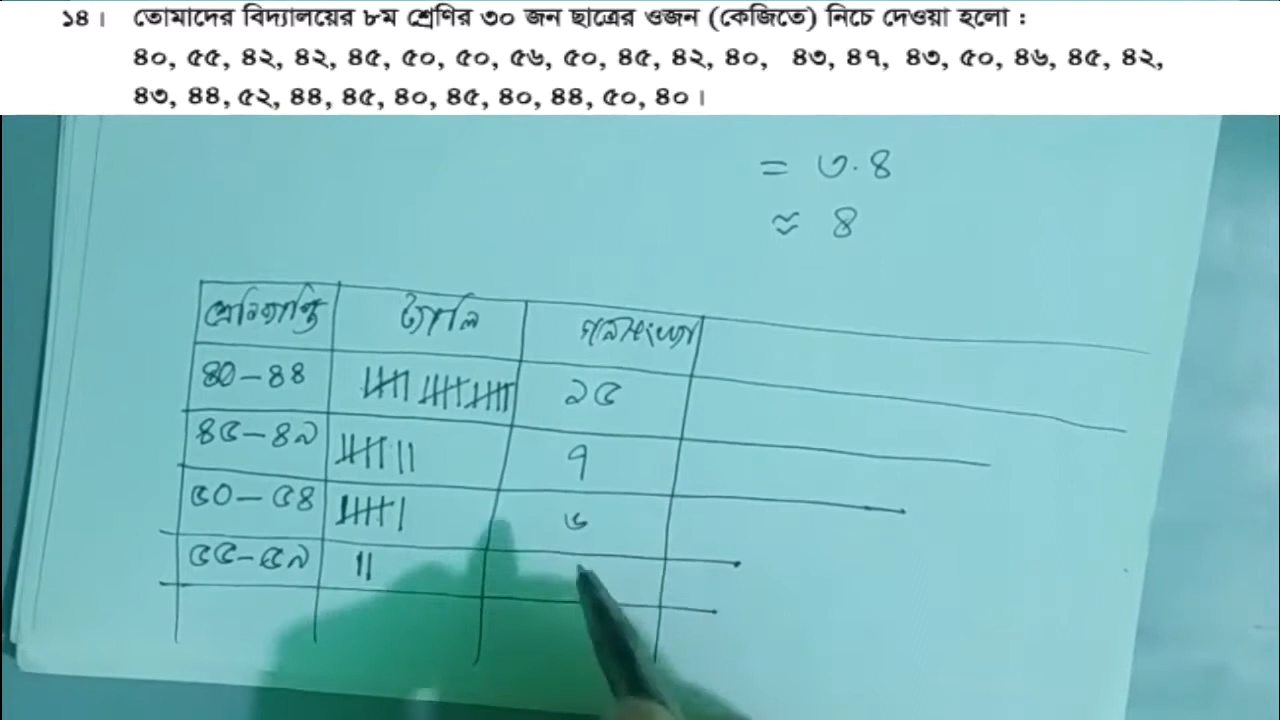 ১৪। তোমাদের বিদ্যালয়ের ৮ম শ্রেণির ৩০ জন ছাত্রের ওজন (কেজিতে) নিচে দেওয়া হলো :
৪০, ৫৫, ৪২, ৪২, ৪৫, ৫০, ৫০, ৫৬, ৫০, ৪৫, ৪২, ৪০, ৪৩, ৪৭, ৪৩, ৫০, ৪৬, ৪৫, ৪২,
৪৩, ৪৪, ৫২, ৪৪, ৪৫, ৪০, ৪৫, ৪০, ৪৪, ৫০, ৪০।
= ৩.৪
≈ ৪
শ্রেণিব্যাপ্তি ট্যালি গণসংখ্যা
৪০-৪৪ ১৫
৪৫-৪৯ ৭
৫০-৫৪ ৬
৫৫-৫৯